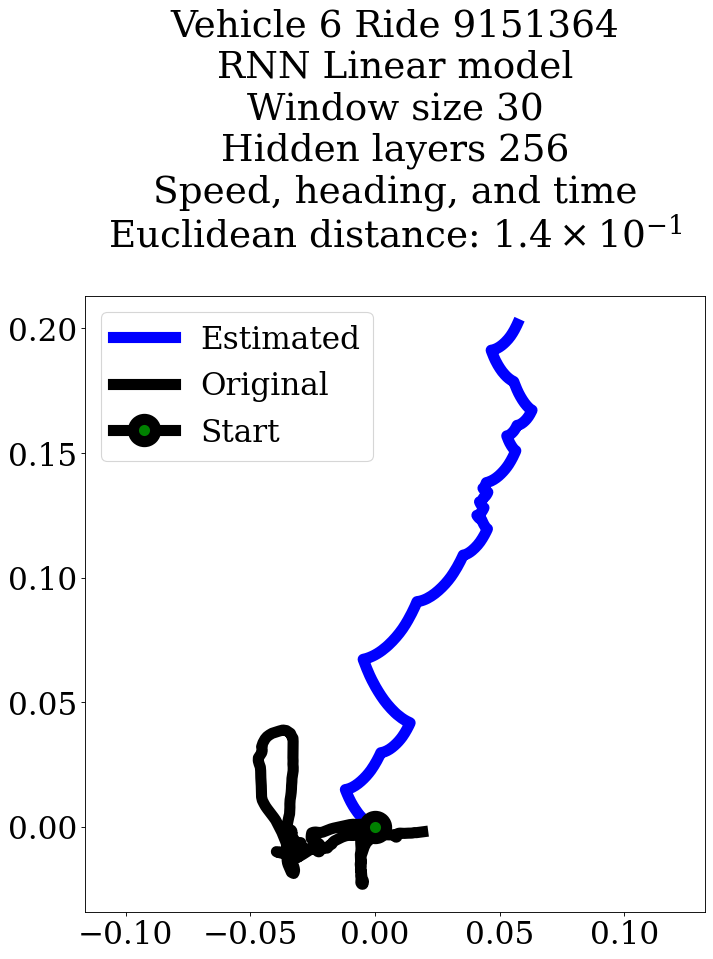 Vehicle 6 Ride 9151364
RNN Linear model
Window size 30
Hidden layers 256
Speed, heading, and time
Euclidean distance: 1.4 × 10⁻¹
Estimated
Original
Start
0.20
0.15
0.10
0.05
0.00
−0.10 −0.05 0.00 0.05 0.10